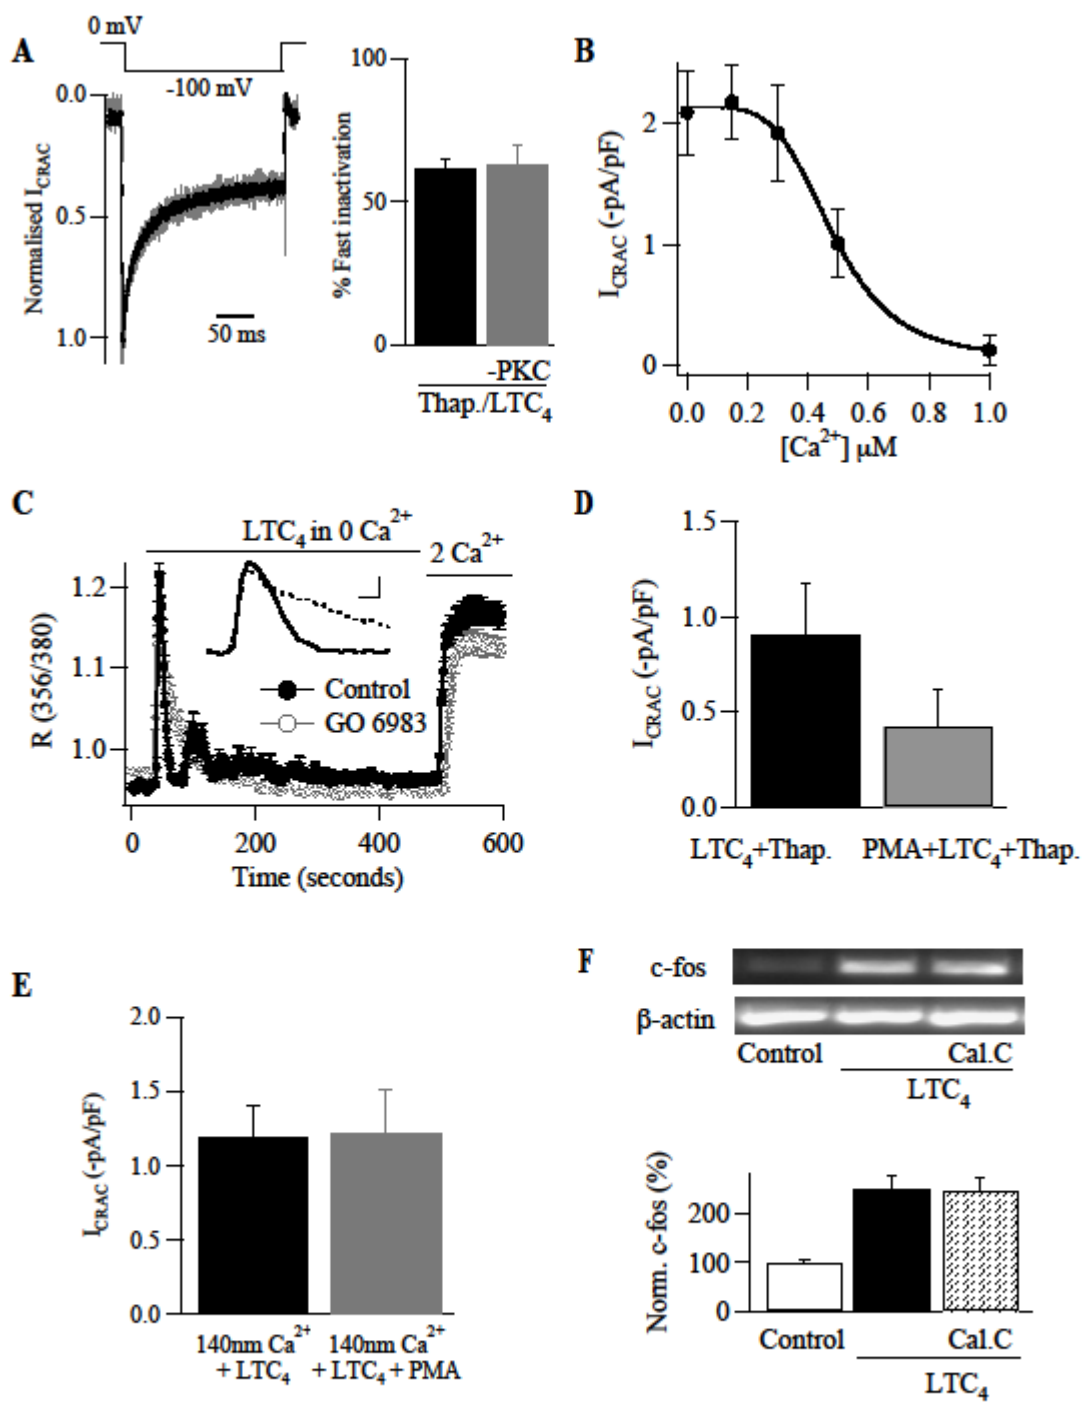 A
0 mV
-100 mV
0.0
0.5
1.0
Normalised I_CRAC
50 ms
100
50
0
% Fast inactivation
-PKC
Thap./LTC4
B
2
1
0
I_CRAC (-pA/pF)
0.0 0.2 0.4 0.6 0.8 1.0
[Ca2+] μM
C
LTC4 in 0 Ca2+
2 Ca2+
1.2
1.1
1.0
R (356/380)
Control
GO 6983
0 200 400 600
Time (seconds)
D
1.5
1.0
0.5
0.0
I_CRAC (-pA/pF)
LTC4+Thap. PMA+LTC4+Thap.
E
2.0
1.5
1.0
0.5
0.0
I_CRAC (-pA/pF)
140nm Ca2+ 140nm Ca2+
+ LTC4 + LTC4 + PMA
F
c-fos
β-actin
Control Cal.C
LTC4
200
100
0
Norm. c-fos (%)
Control Cal.C
LTC4